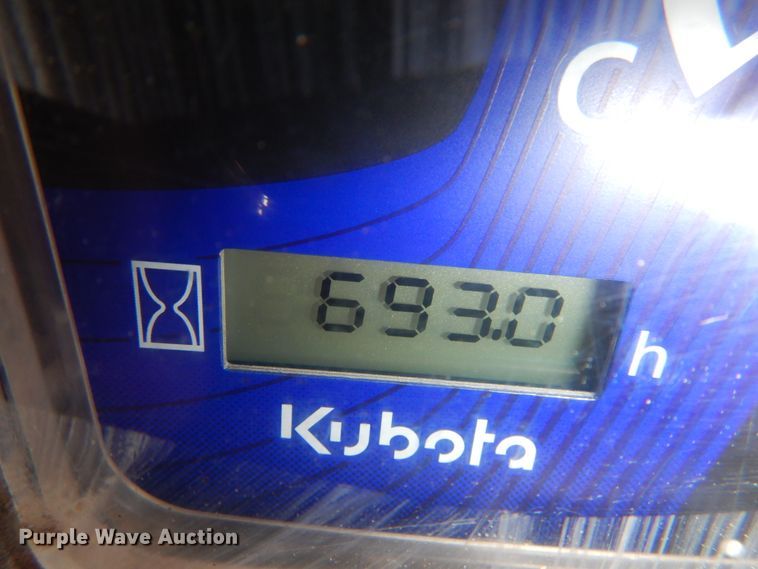 C
693.0 h
Kubota
Purple Wave Auction